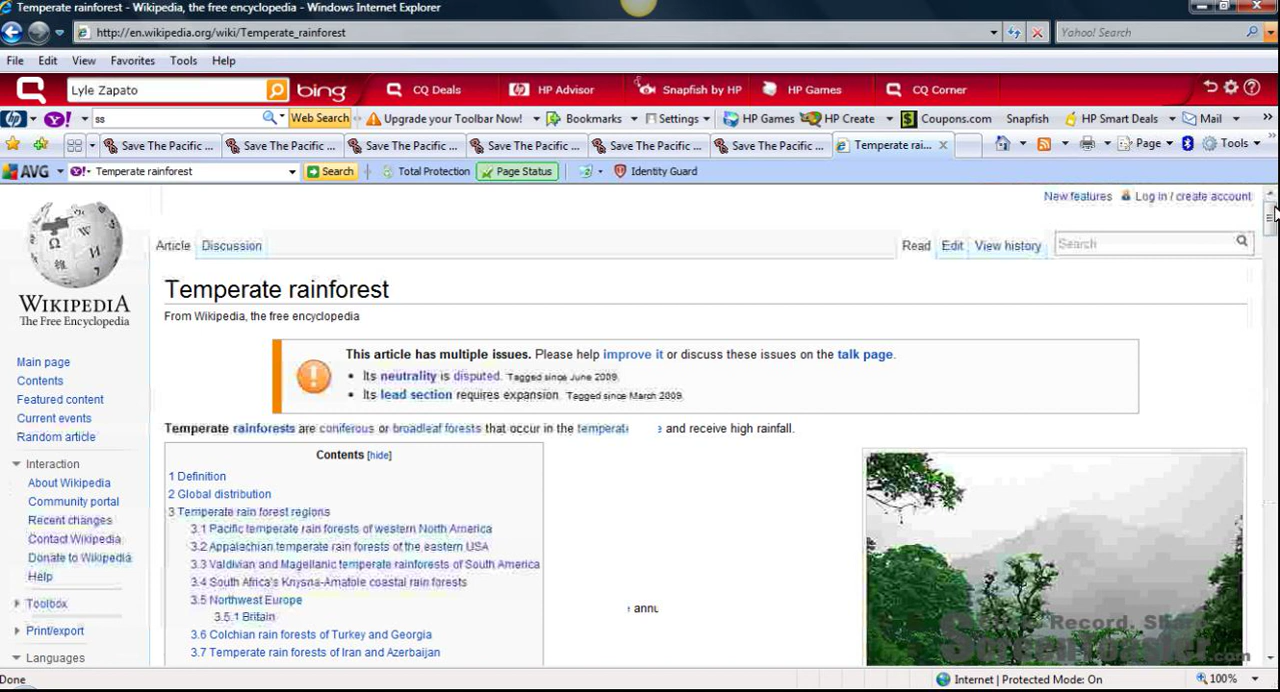 Temperate rainforest - Wikipedia, the free encyclopedia - Windows Internet Explorer
http://en.wikipedia.org/wiki/Temperate_rainforest
Yahoo! Search
File Edit View Favorites Tools Help
Lyle Zapato bing CQ Deals HP Advisor Snapfish by HP HP Games CQ Corner
ss Web Search Upgrade your Toolbar Now! Bookmarks Settings HP Games HP Create Coupons.com Snapfish HP Smart Deals Mail »
Save The Pacific ... Save The Pacific ... Save The Pacific ... Save The Pacific ... Save The Pacific ... Save The Pacific ... Temperate rai... x Page Tools
AVG Temperate rainforest Search Total Protection Page Status Identity Guard
New features Log in / create account
Article Discussion Read Edit View history Search
Temperate rainforest
From Wikipedia, the free encyclopedia
WIKIPEDIA
The Free Encyclopedia
Main page
Contents
Featured content
Current events
Random article
Interaction
About Wikipedia
Community portal
Recent changes
Contact Wikipedia
Donate to Wikipedia
Help
Toolbox
Print/export
Languages
This article has multiple issues. Please help improve it or discuss these issues on the talk page.
• Its neutrality is disputed. Tagged since June 2009.
• Its lead section requires expansion. Tagged since March 2009.
Temperate rainforests are coniferous or broadleaf forests that occur in the temperat e and receive high rainfall.
Contents [hide]
1 Definition
2 Global distribution
3 Temperate rain forest regions
3.1 Pacific temperate rain forests of western North America
3.2 Appalachian temperate rain forests of the eastern USA
3.3 Valdivian and Magellanic temperate rainforests of South America
3.4 South Africa's Knysna-Amatole coastal rain forests
3.5 Northwest Europe
3.5.1 Britain
3.6 Colchian rain forests of Turkey and Georgia
3.7 Temperate rain forests of Iran and Azerbaijan
annu
Record. Shar
ScreenToaster.com
Done Internet | Protected Mode: On 100%